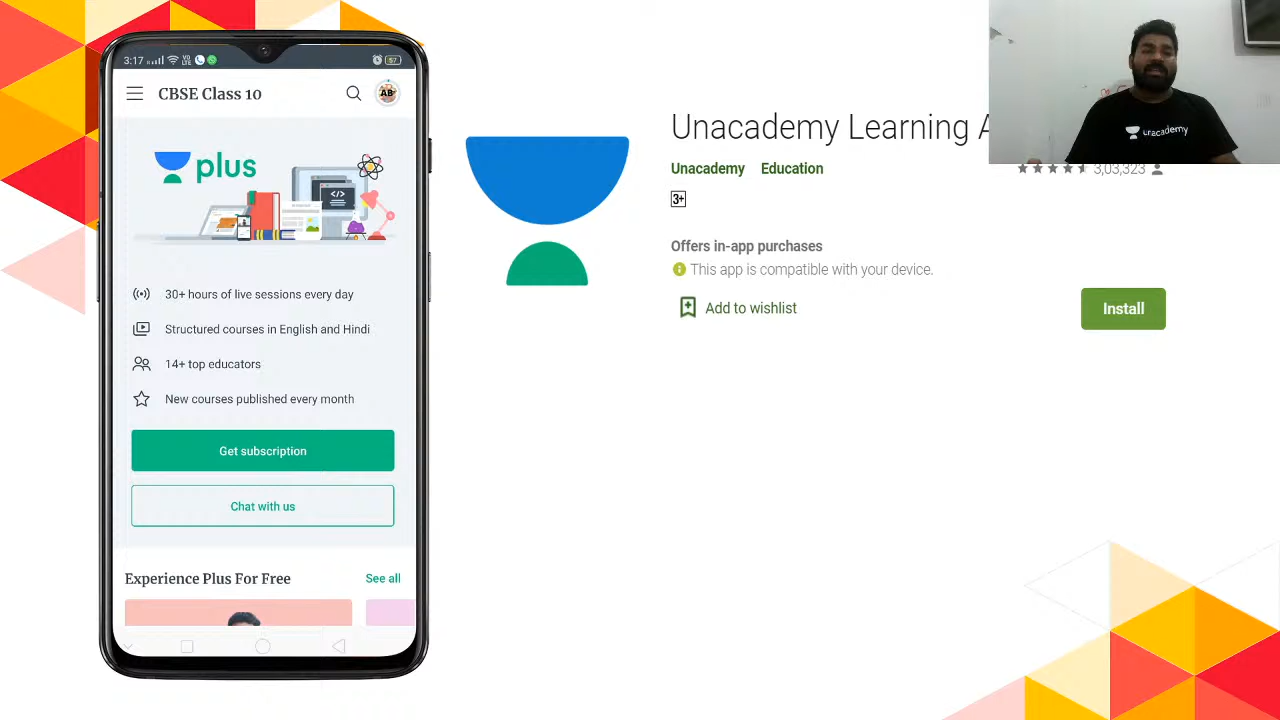 3:17
57
CBSE Class 10
AB
plus
</>
30+ hours of live sessions every day
Structured courses in English and Hindi
14+ top educators
New courses published every month
Get subscription
Chat with us
Experience Plus For Free
See all
Unacademy Learning A
Unacademy Education
3,03,323
3+
Offers in-app purchases
This app is compatible with your device.
Add to wishlist
Install
unacademy